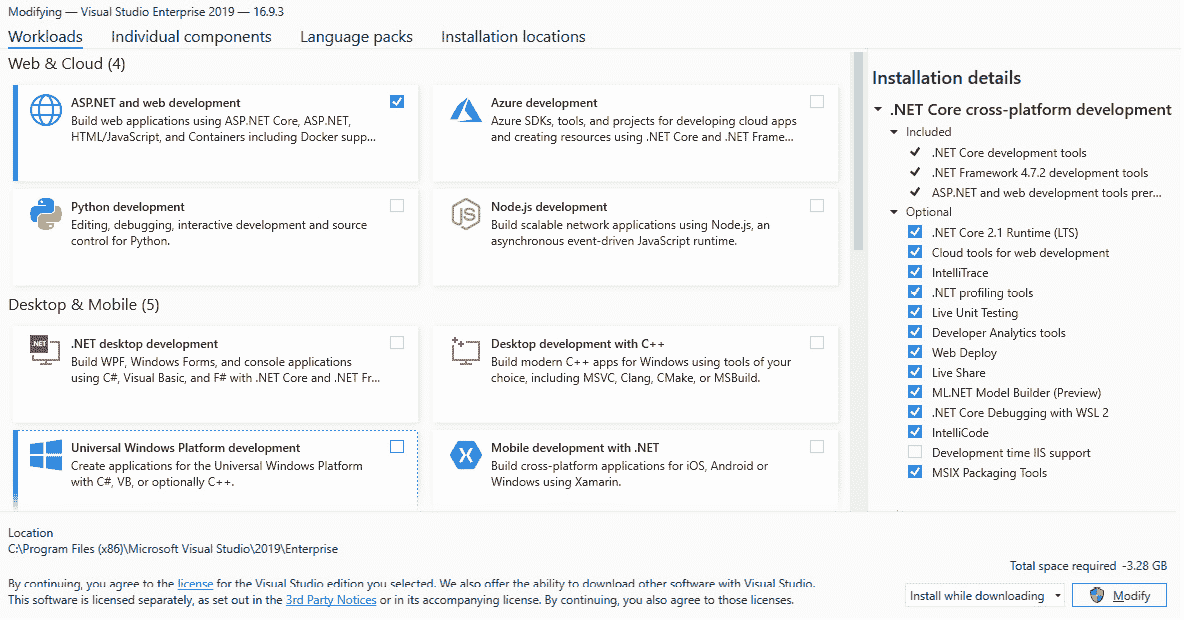 Modifying — Visual Studio Enterprise 2019 — 16.9.3
Workloads
Individual components
Language packs
Installation locations
Web & Cloud (4)
ASP.NET and web development
Build web applications using ASP.NET Core, ASP.NET,
HTML/JavaScript, and Containers including Docker supp...
Azure development
Azure SDKs, tools, and projects for developing cloud apps
and creating resources using .NET Core and .NET Frame...
Python development
Editing, debugging, interactive development and source
control for Python.
JS
Node.js development
Build scalable network applications using Node.js, an
asynchronous event-driven JavaScript runtime.
Desktop & Mobile (5)
.NET
.NET desktop development
Build WPF, Windows Forms, and console applications
using C#, Visual Basic, and F# with .NET Core and .NET Fr...
Desktop development with C++
Build modern C++ apps for Windows using tools of your
choice, including MSVC, Clang, CMake, or MSBuild.
Universal Windows Platform development
Create applications for the Universal Windows Platform
with C#, VB, or optionally C++.
Mobile development with .NET
Build cross-platform applications for iOS, Android or
Windows using Xamarin.
Installation details
.NET Core cross-platform development
Included
.NET Core development tools
.NET Framework 4.7.2 development tools
ASP.NET and web development tools prer...
Optional
.NET Core 2.1 Runtime (LTS)
Cloud tools for web development
IntelliTrace
.NET profiling tools
Live Unit Testing
Developer Analytics tools
Web Deploy
Live Share
ML.NET Model Builder (Preview)
.NET Core Debugging with WSL 2
IntelliCode
Development time IIS support
MSIX Packaging Tools
Location
C:\Program Files (x86)\Microsoft Visual Studio\2019\Enterprise
By continuing, you agree to the license for the Visual Studio edition you selected. We also offer the ability to download other software with Visual Studio.
This software is licensed separately, as set out in the 3rd Party Notices or in its accompanying license. By continuing, you also agree to those licenses.
Total space required -3.28 GB
Install while downloading
Modify